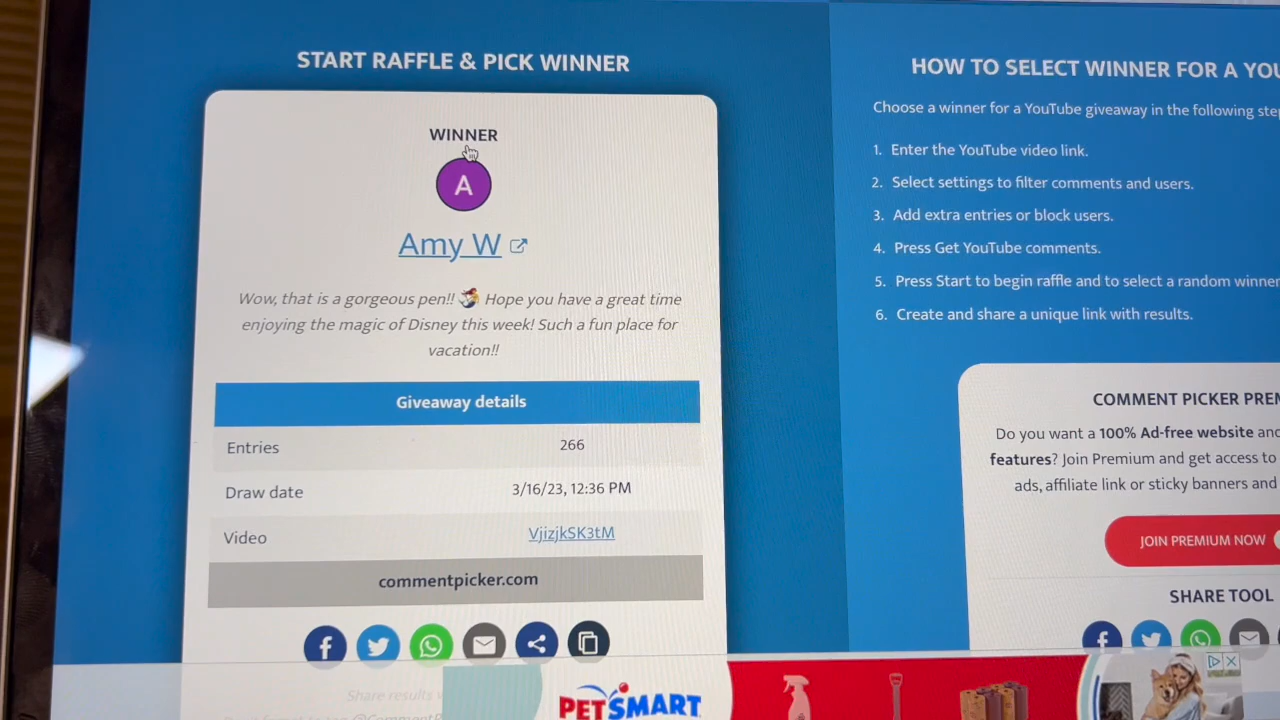 START RAFFLE & PICK WINNER
WINNER
A
Amy W
Wow, that is a gorgeous pen!! 🧜‍♀️ Hope you have a great time
enjoying the magic of Disney this week! Such a fun place for
vacation!!
Giveaway details
Entries 266
Draw date 3/16/23, 12:36 PM
Video VjizjkSK3tM
commentpicker.com
Share results
HOW TO SELECT WINNER FOR A YOU
Choose a winner for a YouTube giveaway in the following step
1. Enter the YouTube video link.
2. Select settings to filter comments and users.
3. Add extra entries or block users.
4. Press Get YouTube comments.
5. Press Start to begin raffle and to select a random winner
6. Create and share a unique link with results.
COMMENT PICKER PREM
Do you want a 100% Ad-free website and
features? Join Premium and get access to
ads, affiliate link or sticky banners and
JOIN PREMIUM NOW
SHARE TOOL
PETSMART